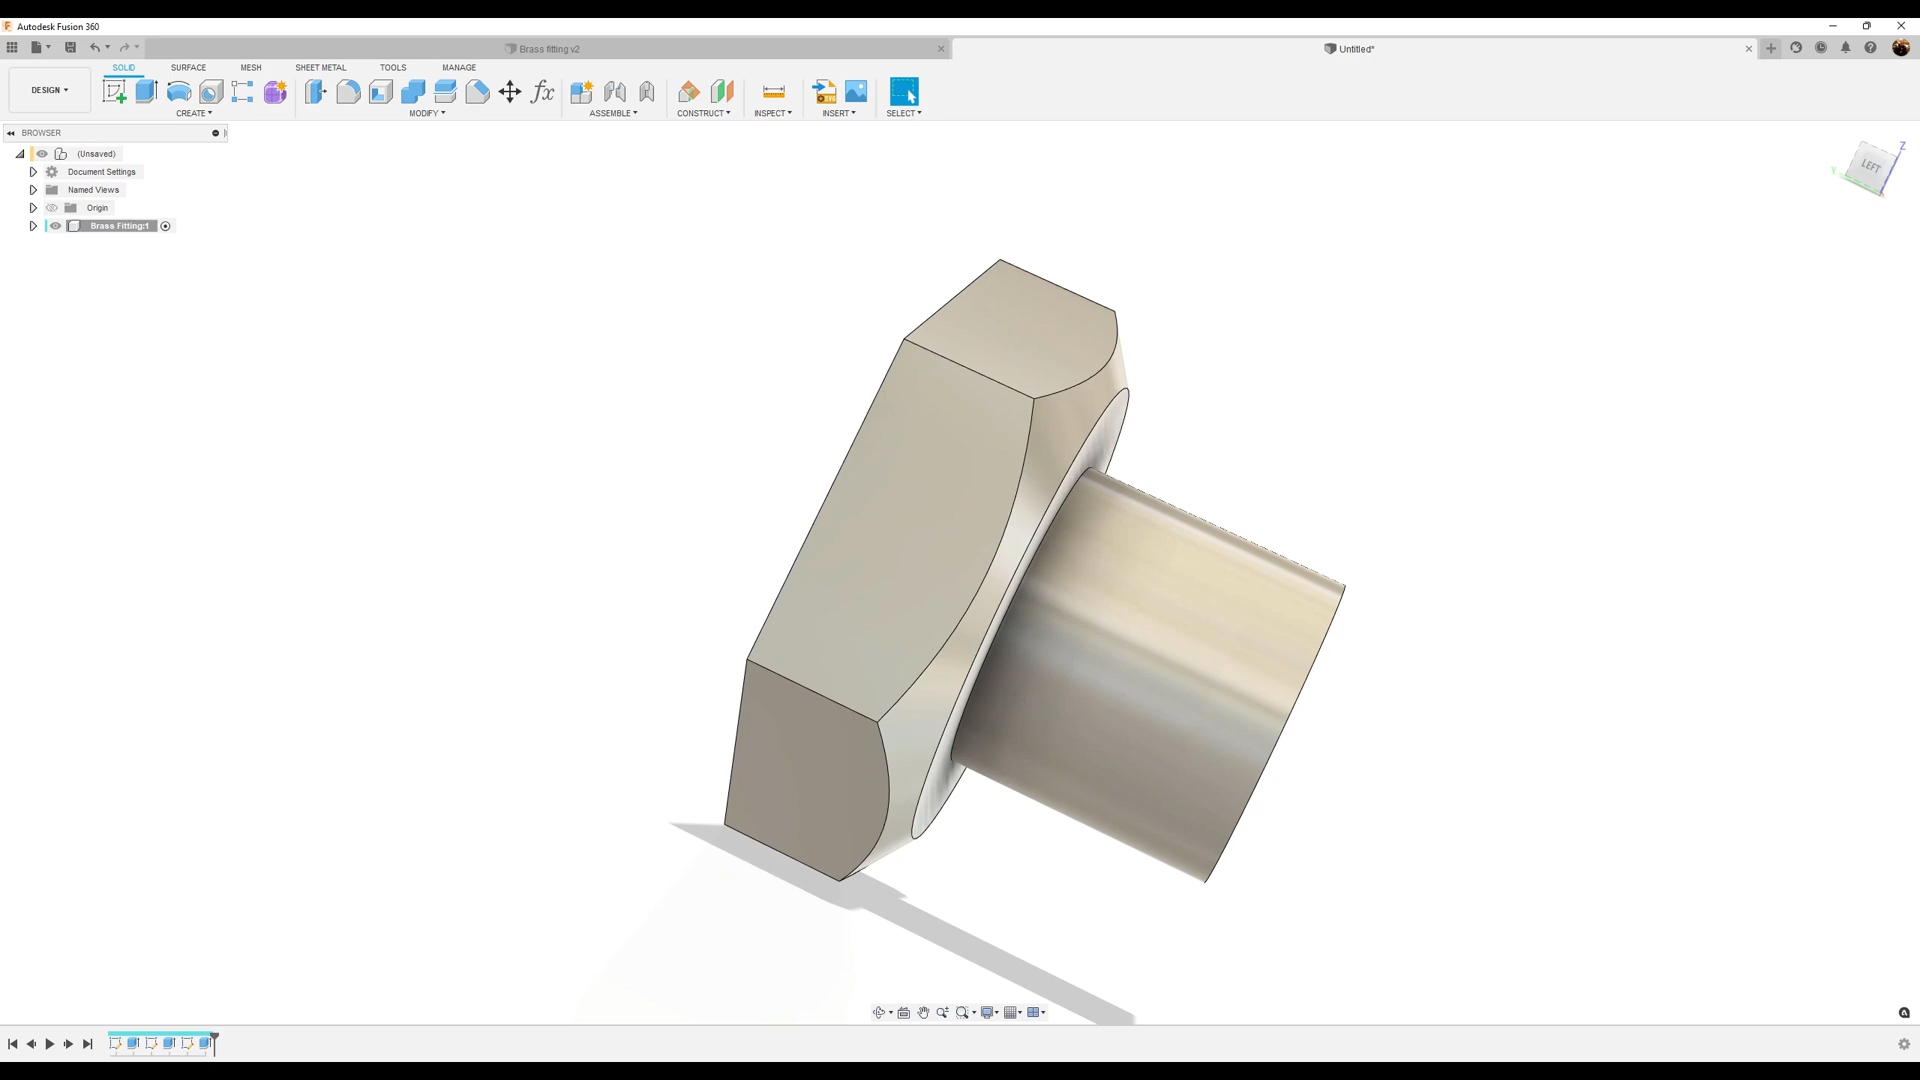 Autodesk Fusion 360
Brass fitting v2
Untitled*
SOLID SURFACE MESH SHEET METAL TOOLS MANAGE
DESIGN
fx
CREATE MODIFY ASSEMBLE CONSTRUCT INSPECT INSERT SELECT
BROWSER
(Unsaved)
Document Settings
Named Views
Origin
Brass Fitting:1
Z
LEFT
Y